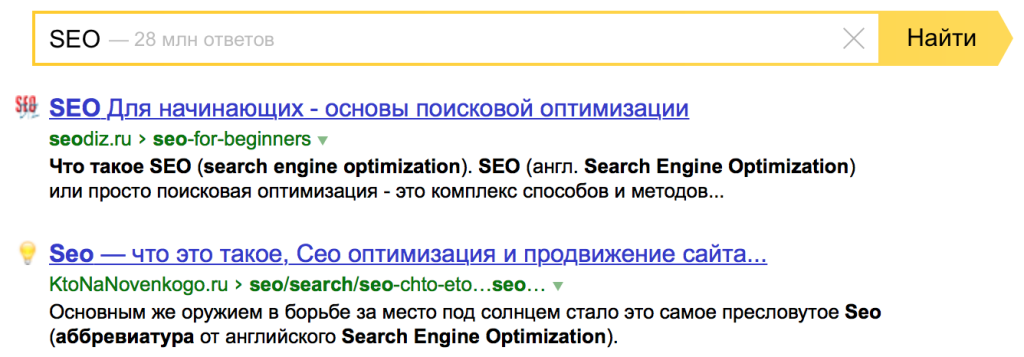 SEO — 28 млн ответов
Найти
SEO
SEO Для начинающих - основы поисковой оптимизации
seodiz.ru › seo-for-beginners
Что такое SEO (search engine optimization). SEO (англ. Search Engine Optimization)
или просто поисковая оптимизация - это комплекс способов и методов...
Seo — что это такое, Сео оптимизация и продвижение сайта...
KtoNaNovenkogo.ru › seo/search/seo-chto-eto…seo…
Основным же оружием в борьбе за место под солнцем стало это самое пресловутое Seo
(аббревиатура от английского Search Engine Optimization).